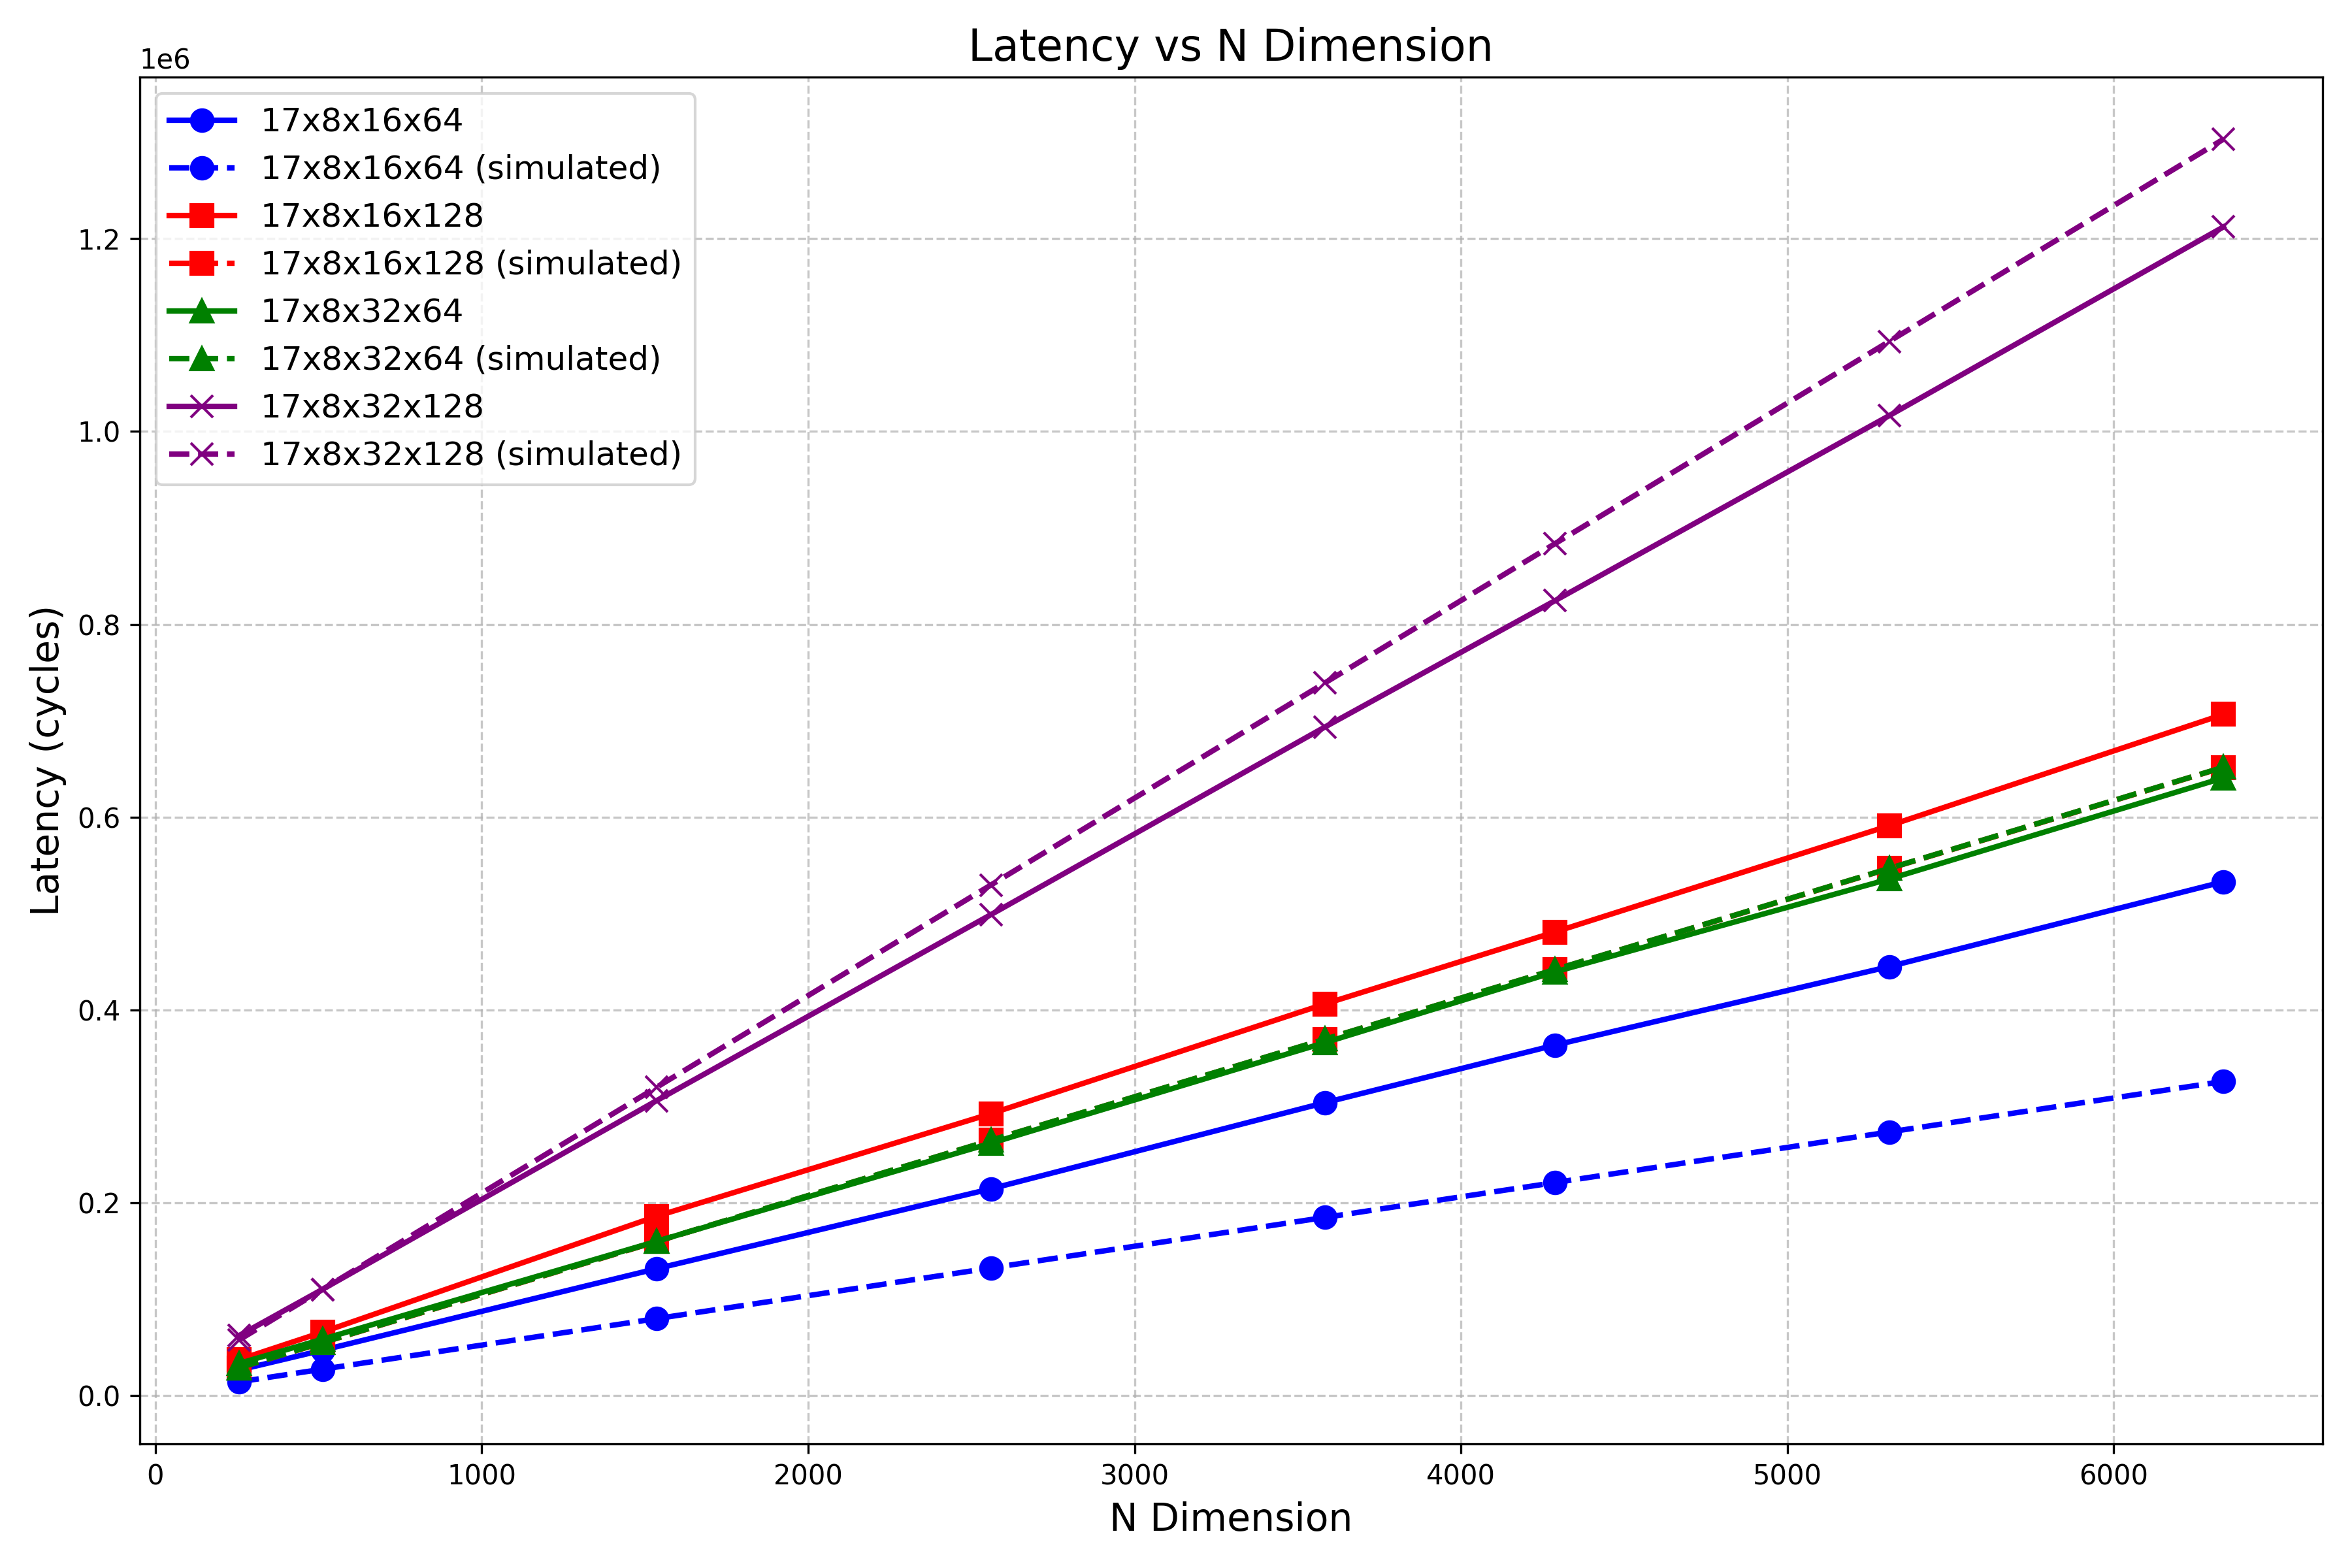 Latency vs N Dimension
1e6
17x8x16x64
17x8x16x64 (simulated)
17x8x16x128
17x8x16x128 (simulated)
17x8x32x64
17x8x32x64 (simulated)
17x8x32x128
17x8x32x128 (simulated)
1.2
1.0
0.8
0.6
0.4
0.2
0.0
Latency (cycles)
0 1000 2000 3000 4000 5000 6000
N Dimension